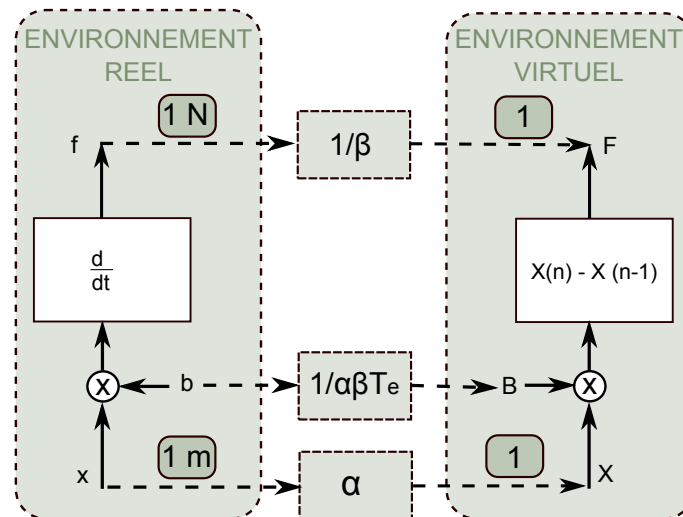 ENVIRONNEMENT
REEL
ENVIRONNEMENT
VIRTUEL
1 N
1
f
1/β
F
d
dt
X(n) - X (n-1)
x
b
1/αβTe
B
x
1 m
1
x
α
X